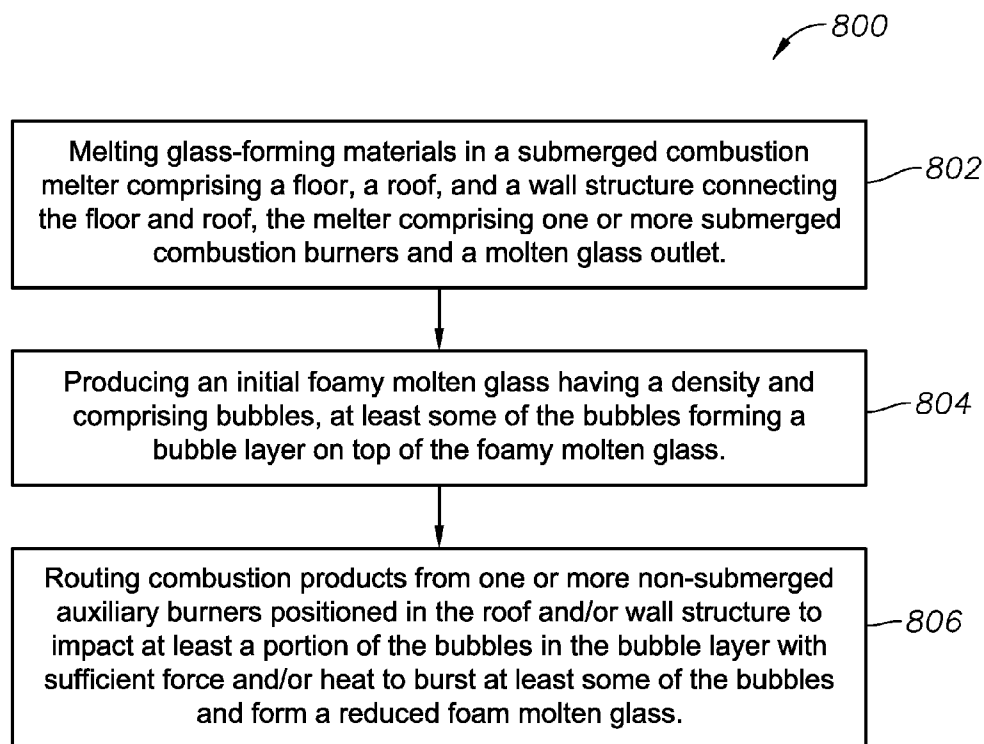 800
Melting glass-forming materials in a submerged combustion
melter comprising a floor, a roof, and a wall structure connecting
the floor and roof, the melter comprising one or more submerged
combustion burners and a molten glass outlet.
802
Producing an initial foamy molten glass having a density and
comprising bubbles, at least some of the bubbles forming a
bubble layer on top of the foamy molten glass.
804
Routing combustion products from one or more non-submerged
auxiliary burners positioned in the roof and/or wall structure to
impact at least a portion of the bubbles in the bubble layer with
sufficient force and/or heat to burst at least some of the bubbles
and form a reduced foam molten glass.
806